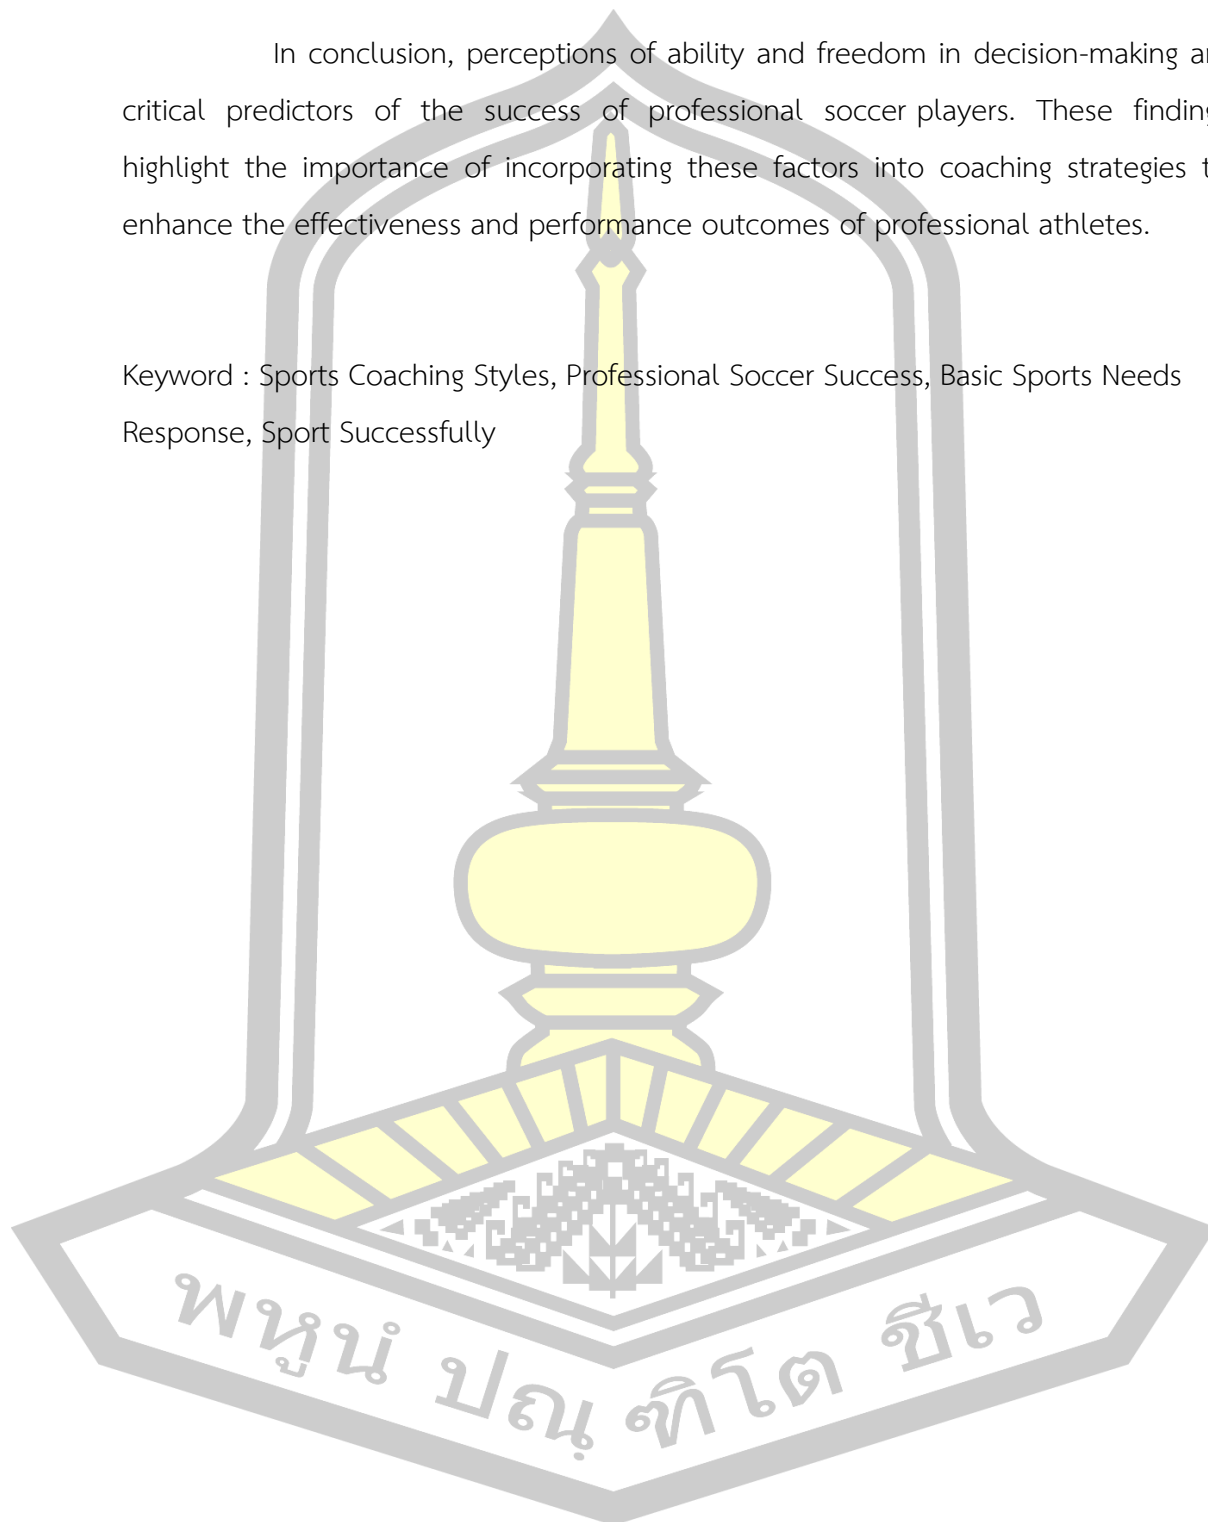 In conclusion, perceptions of ability and freedom in decision-making
critical predictors of the success of professional soccer players. These
highlight the importance of incorporating these factors into coaching strategies
enhance the effectiveness and performance outcomes of professional athletes.
Keyword : Sports Coaching Styles, Professional Soccer Success, Basic Sports Needs
Response, Sport Successfully
พหูนํ ปณฺฑิโต ชีเว